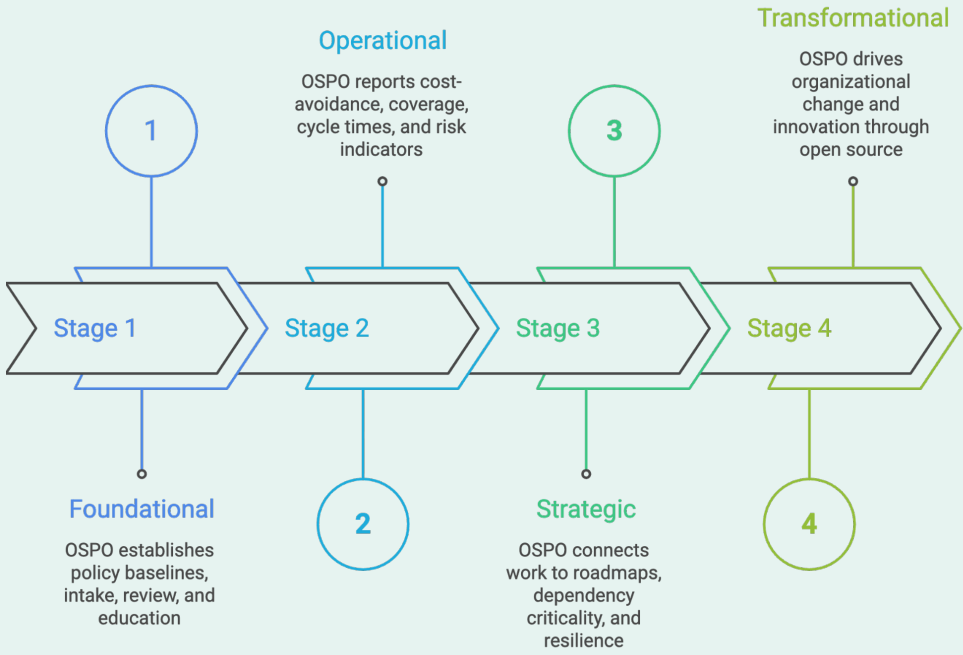 Transformational
OSPO drives
organizational
change and
innovation through
open source
Operational
OSPO reports cost-
avoidance, coverage,
cycle times, and risk
indicators
1
3
Stage 1
Stage 2
Stage 3
Stage 4
Foundational
OSPO establishes
policy baselines,
intake, review, and
education
2
Strategic
OSPO connects
work to roadmaps,
dependency
criticality, and
resilience
4